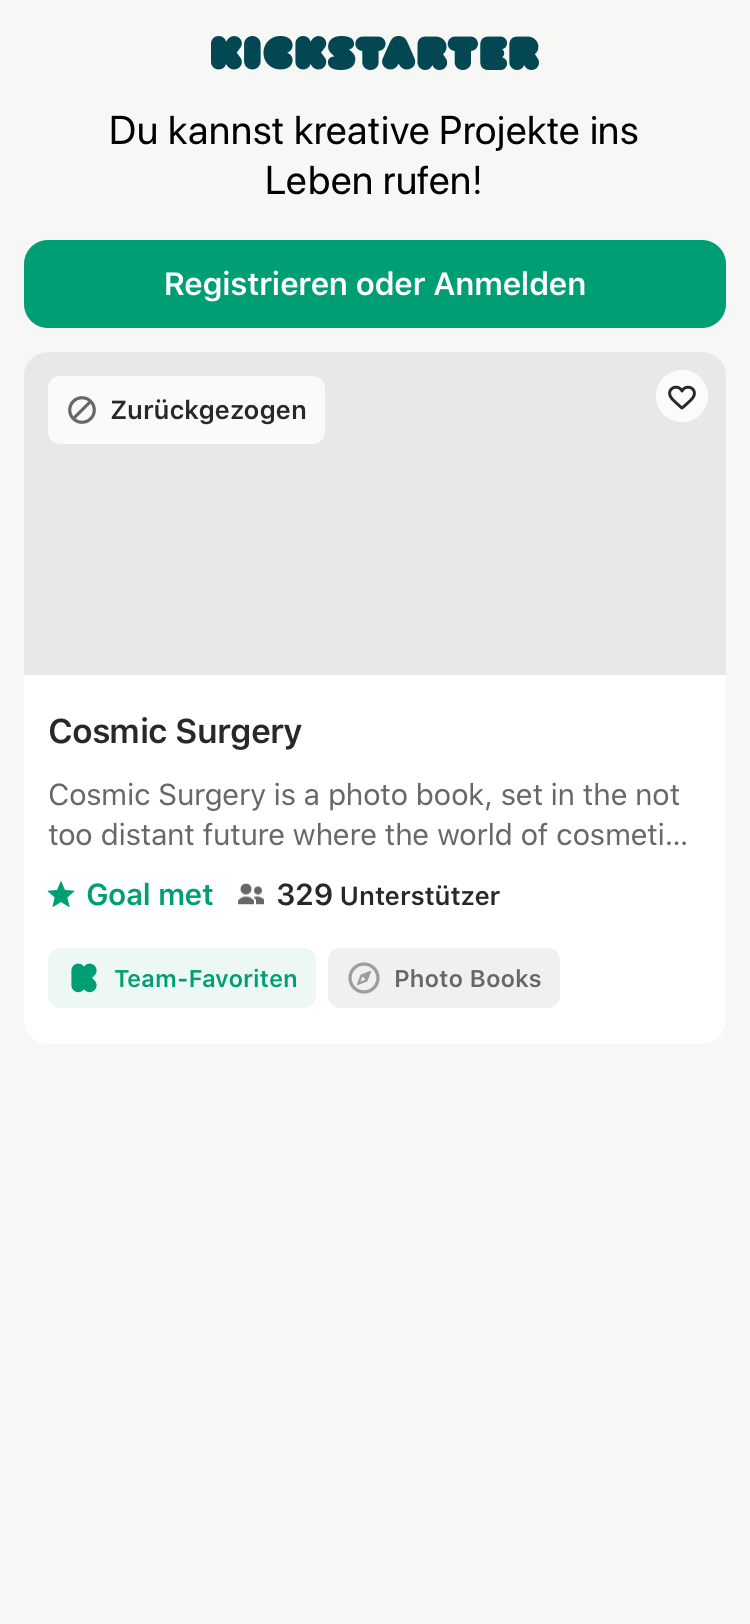 KICKSTARTER
Du kannst kreative Projekte ins
Leben rufen!
Registrieren oder Anmelden
Zurückgezogen
Cosmic Surgery
Cosmic Surgery is a photo book, set in the not
too distant future where the world of cosmeti...
Goal met 329 Unterstützer
Team-Favoriten Photo Books